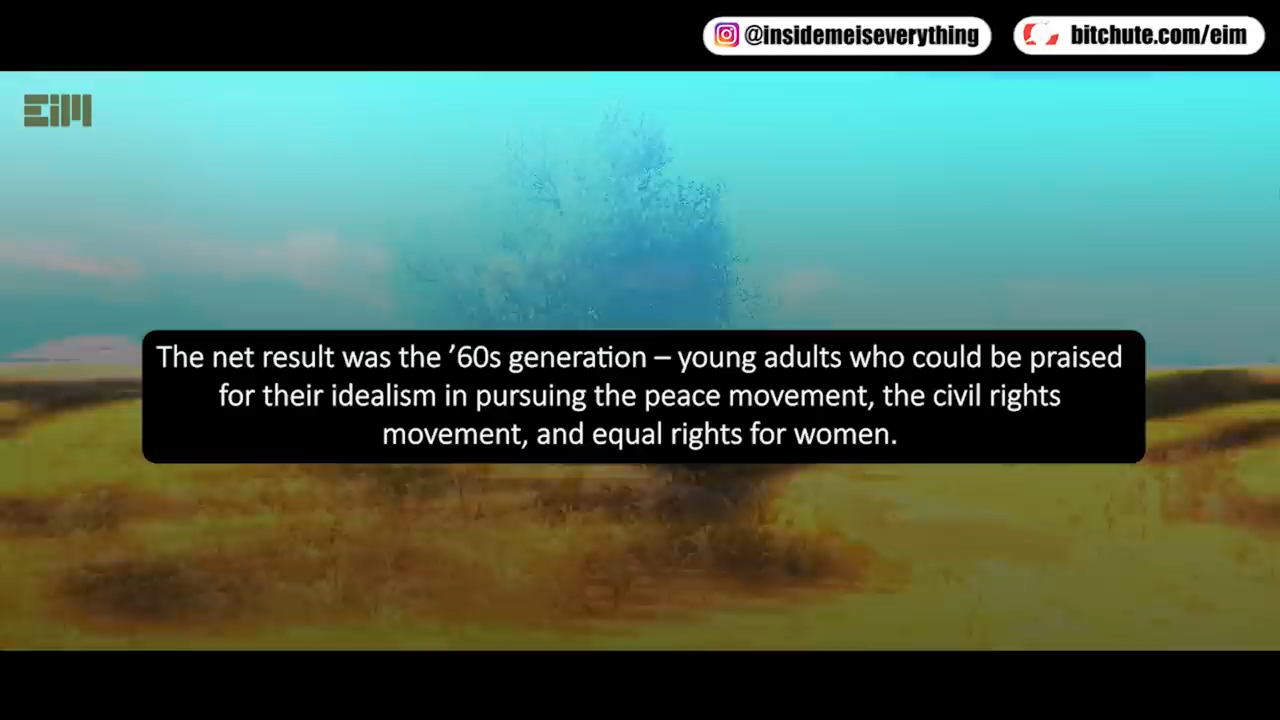 @insidemeiseverything
bitchute.com/eim
EiM
The net result was the ’60s generation – young adults who could be praised
for their idealism in pursuing the peace movement, the civil rights
movement, and equal rights for women.